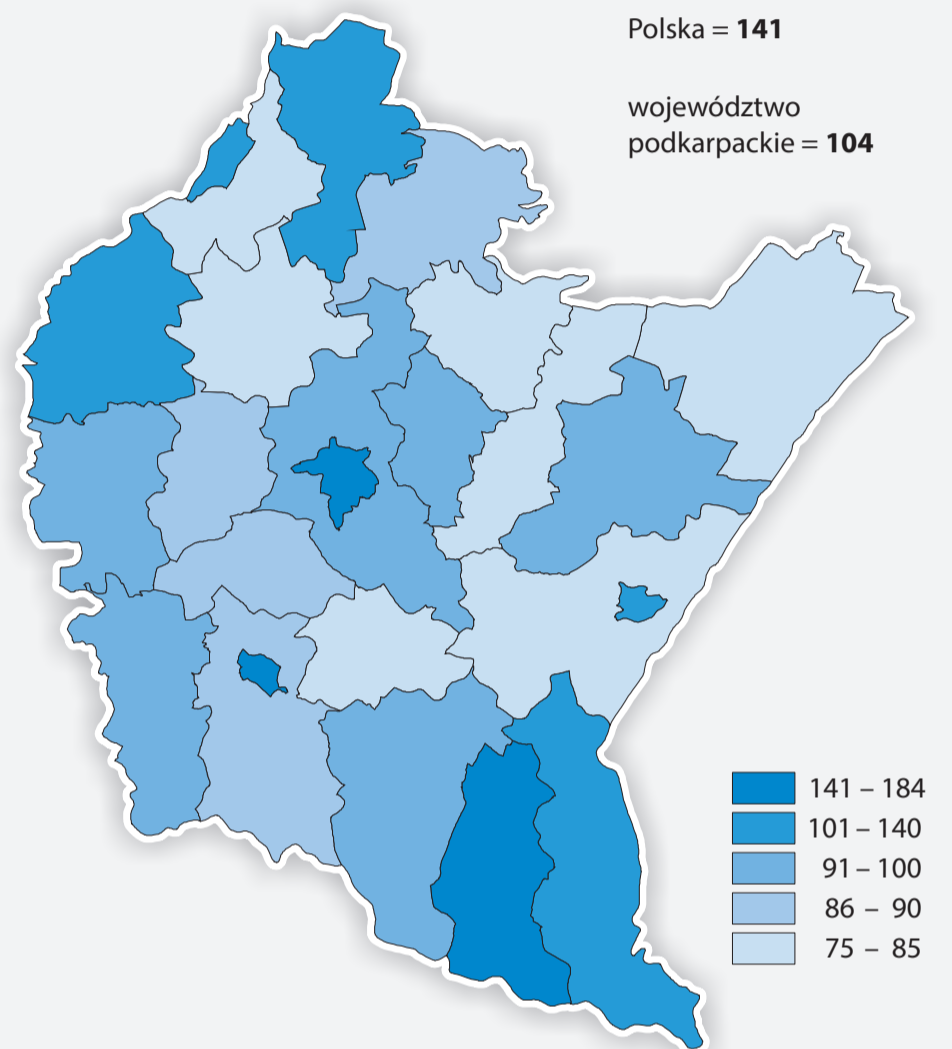 Polska = 141
województwo
podkarpackie = 104
141 – 184
101 – 140
91 – 100
86 – 90
75 – 85